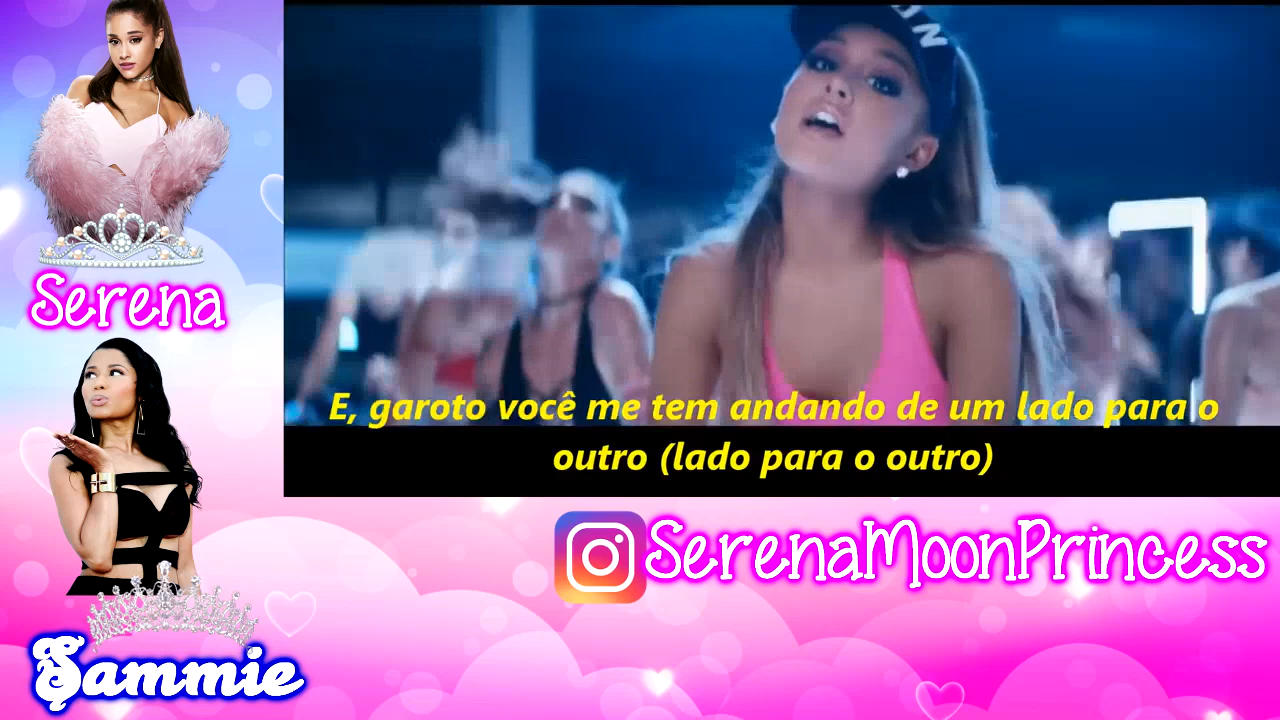 Serena
E, garoto você me tem andando de um lado para o
outro (lado para o outro)
SerenaMoonPrincess
Sammie